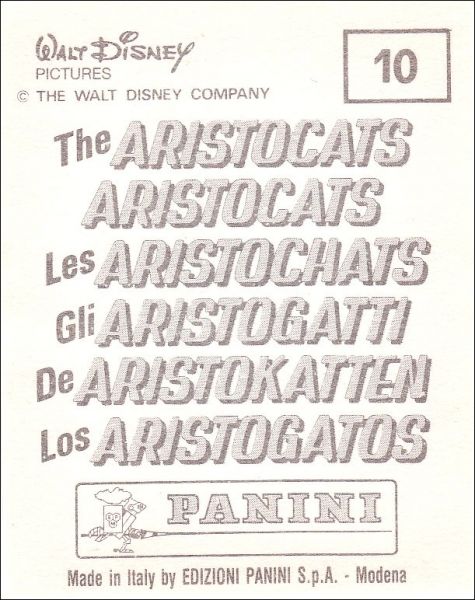 WALT DISNEY
PICTURES
© THE WALT DISNEY COMPANY
10
The ARISTOCATS
ARISTOCATS
Les ARISTOCHATS
Gli ARISTOGATTI
De ARISTOKATTEN
Los ARISTOGATOS
PANINI
Made in Italy by EDIZIONI PANINI S.p.A. - Modena